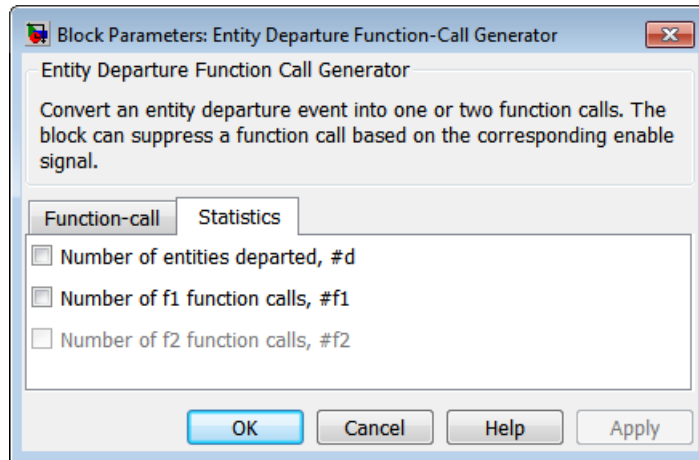 Block Parameters: Entity Departure Function-Call Generator
Entity Departure Function Call Generator
Convert an entity departure event into one or two function calls. The
block can suppress a function call based on the corresponding enable
signal.
Function-call Statistics
Number of entities departed, #d
Number of f1 function calls, #f1
Number of f2 function calls, #f2
OK Cancel Help Apply